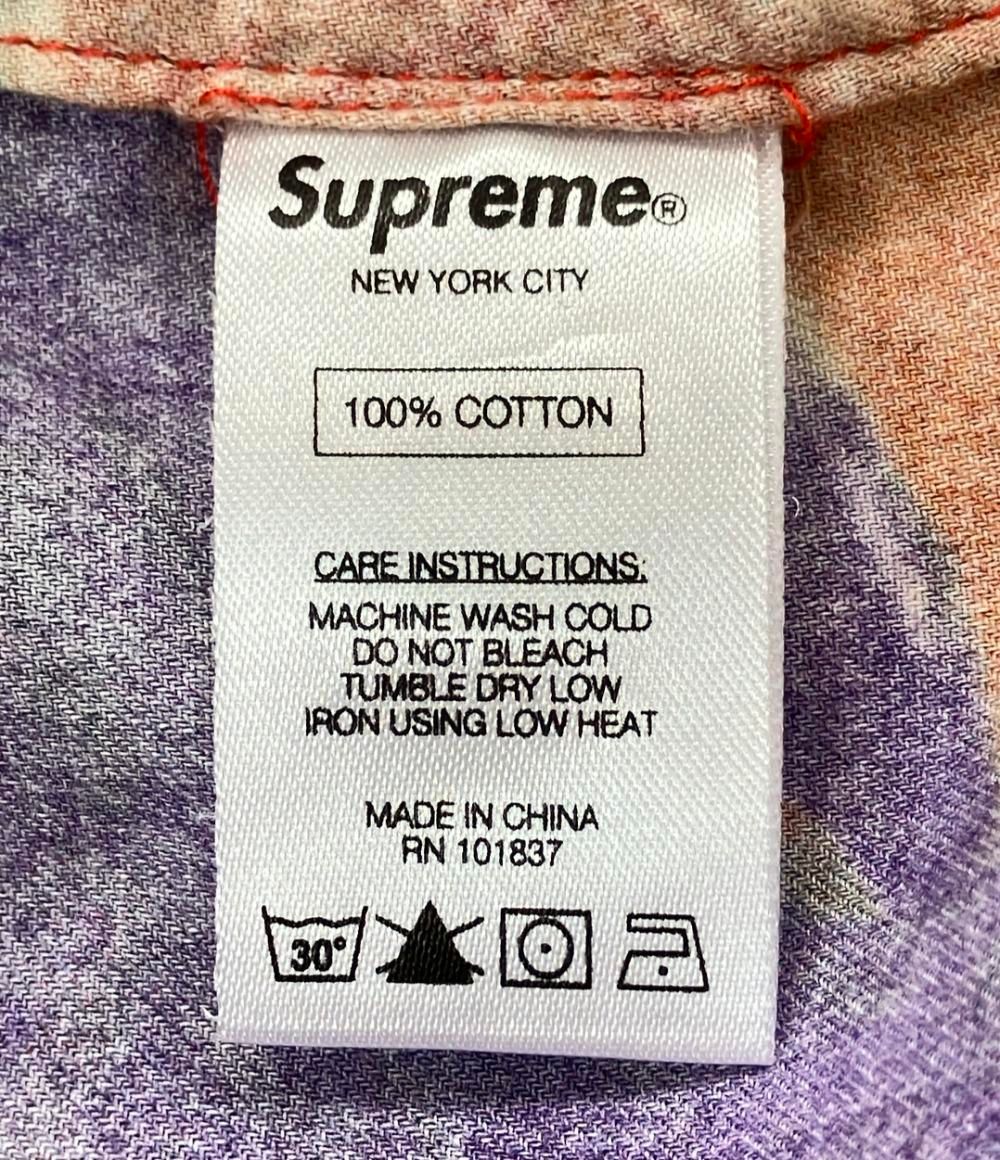 Supreme®
NEW YORK CITY
100% COTTON
CARE INSTRUCTIONS:
MACHINE WASH COLD
DO NOT BLEACH
TUMBLE DRY LOW
IRON USING LOW HEAT
MADE IN CHINA
RN 101837
30°